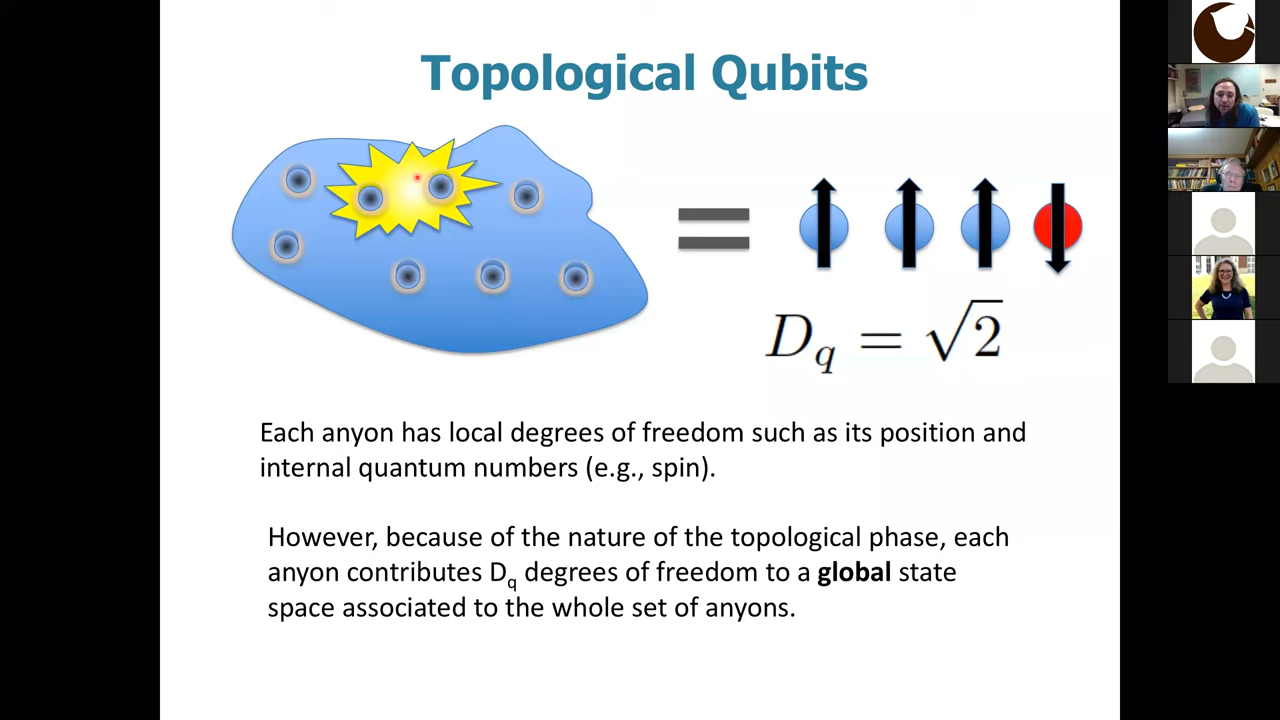 Topological Qubits
D_q = √2
Each anyon has local degrees of freedom such as its position and
internal quantum numbers (e.g., spin).
However, because of the nature of the topological phase, each
anyon contributes D_q degrees of freedom to a global state
space associated to the whole set of anyons.